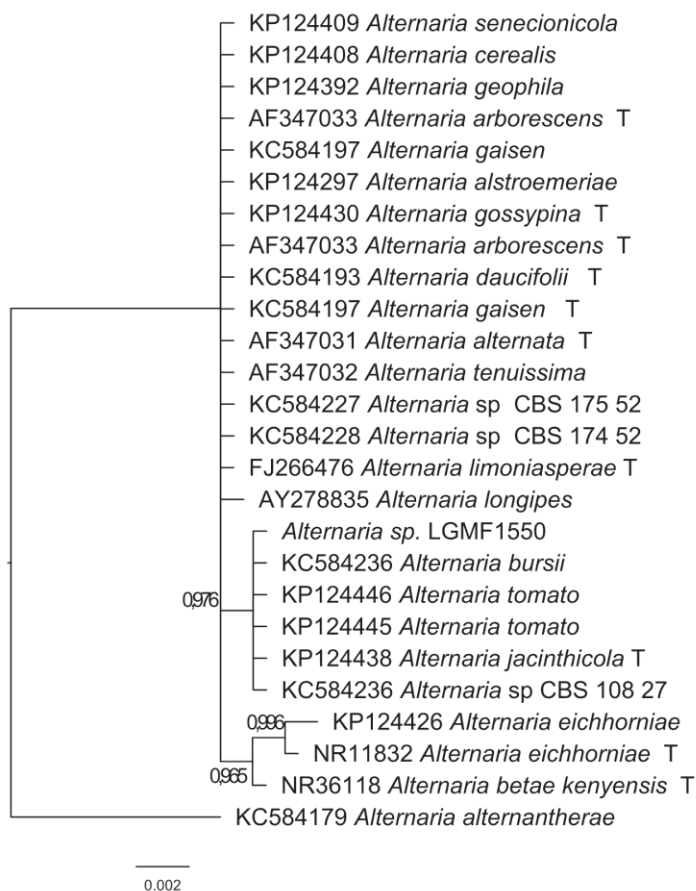 KP124409 Alternaria senecionicola
KP124408 Alternaria cerealis
KP124392 Alternaria geophila
AF347033 Alternaria arborescens T
KC584197 Alternaria gaisen
KP124297 Alternaria alstroemeriae
KP124430 Alternaria gossypina T
AF347033 Alternaria arborescens T
KC584193 Alternaria daucifolii T
KC584197 Alternaria gaisen T
AF347031 Alternaria alternata T
AF347032 Alternaria tenuissima
KC584227 Alternaria sp CBS 175 52
KC584228 Alternaria sp CBS 174 52
FJ266476 Alternaria limoniasperae T
AY278835 Alternaria longipes
Alternaria sp. LGMF1550
KC584236 Alternaria bursii
KP124446 Alternaria tomato
0,976
KP124445 Alternaria tomato
KP124438 Alternaria jacinthicola T
KC584236 Alternaria sp CBS 108 27
0,996
KP124426 Alternaria eichhorniae
NR11832 Alternaria eichhorniae T
0,965
NR36118 Alternaria betae kenyensis T
KC584179 Alternaria alternantherae
0.002